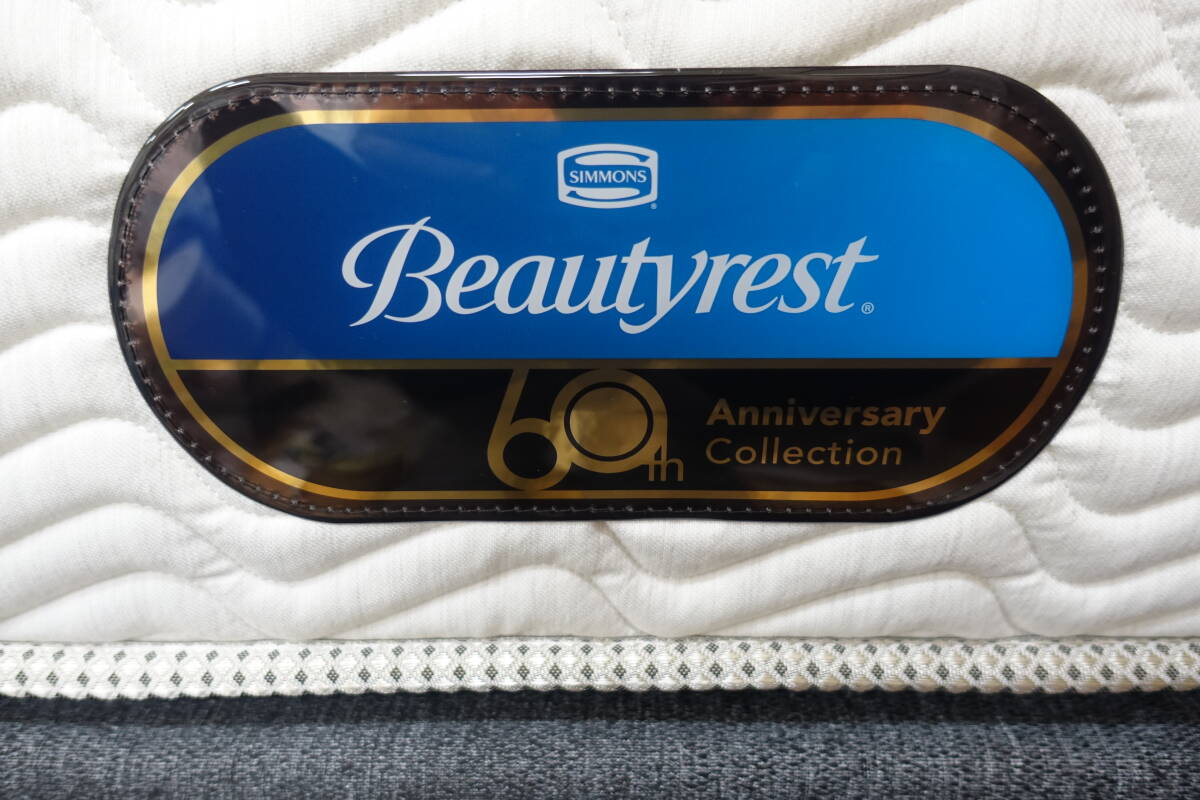 SIMMONS®
Beautyrest®
60th
Anniversary
Collection